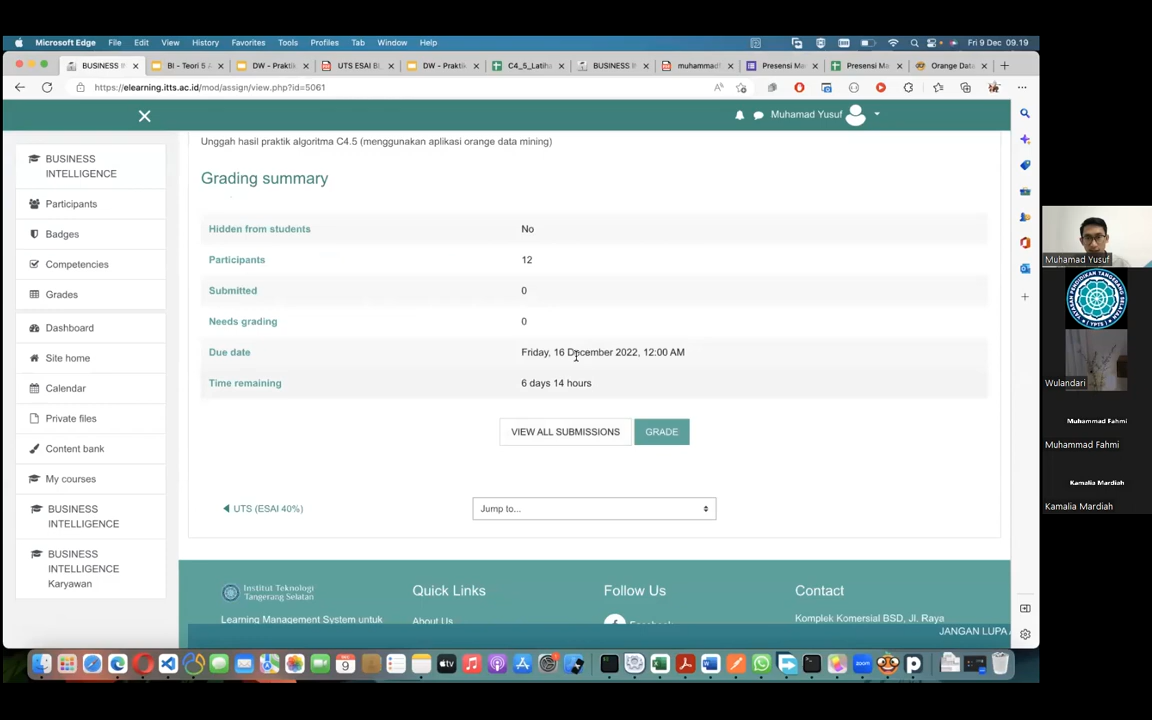 Microsoft Edge File Edit View History Favorites Tools Profiles Tab Window Help Fri 9 Dec 09.19
BUSINESS I BI - Teori 5 DW - Praktik UTS ESAI BI DW - Praktik C4_5_Latiha BUSINESS I muhammadf Presensi Ma Presensi Ma Orange Data
https://elearning.itts.ac.id/mod/assign/view.php?id=5061
Muhamad Yusuf
Unggah hasil praktik algoritma C4.5 (menggunakan aplikasi orange data mining)
BUSINESS
INTELLIGENCE
Participants
Badges
Competencies
Grades
Dashboard
Site home
Calendar
Private files
Content bank
My courses
BUSINESS
INTELLIGENCE
BUSINESS
INTELLIGENCE
Karyawan
Grading summary
Hidden from students No
Participants 12
Submitted 0
Needs grading 0
Due date Friday, 16 December 2022, 12:00 AM
Time remaining 6 days 14 hours
VIEW ALL SUBMISSIONS GRADE
UTS (ESAI 40%) Jump to...
Institut Teknologi
Tangerang Selatan
Learning Management System untuk
Quick Links
About Us
Follow Us
Facebook
Contact
Komplek Komersial BSD, Jl. Raya
JANGAN LUPA
Muhamad Yusuf
Wulandari
Muhammad Fahmi
Muhammad Fahmi
Kamalia Mardiah
Kamalia Mardiah
zoom